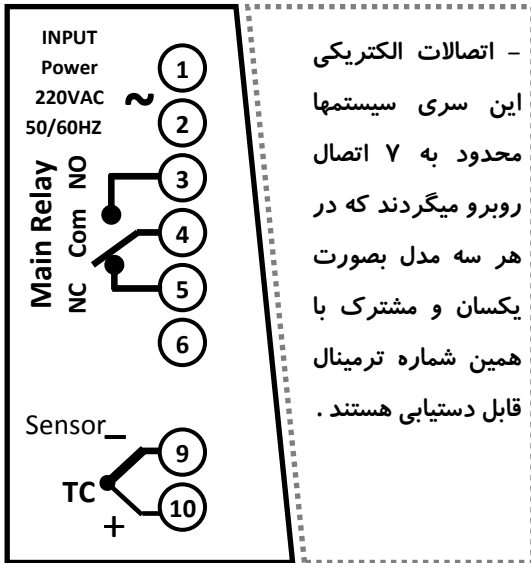 INPUT
Power
220VAC ~
50/60HZ
1
2
3
4
5
6
9
10
Main Relay
NC Com NO
Sensor
TC
–
+
– اتصالات الکتریکی
این سری سیستمها
محدود به ۷ اتصال
روبرو میگردند که در
هر سه مدل بصورت
یکسان و مشترک با
همین شماره ترمینال
قابل دستیابی هستند .